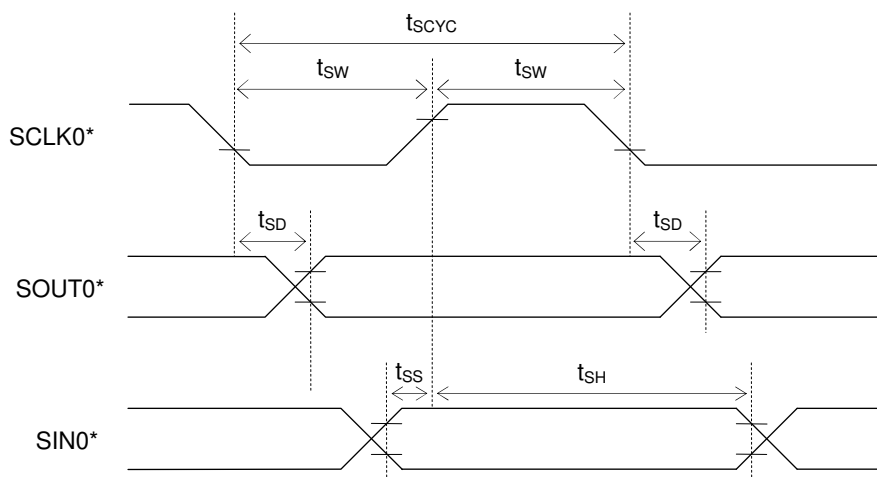 tSCYC
tSW tSW
SCLK0*
tSD tSD
SOUT0*
tSS tSH
SIN0*